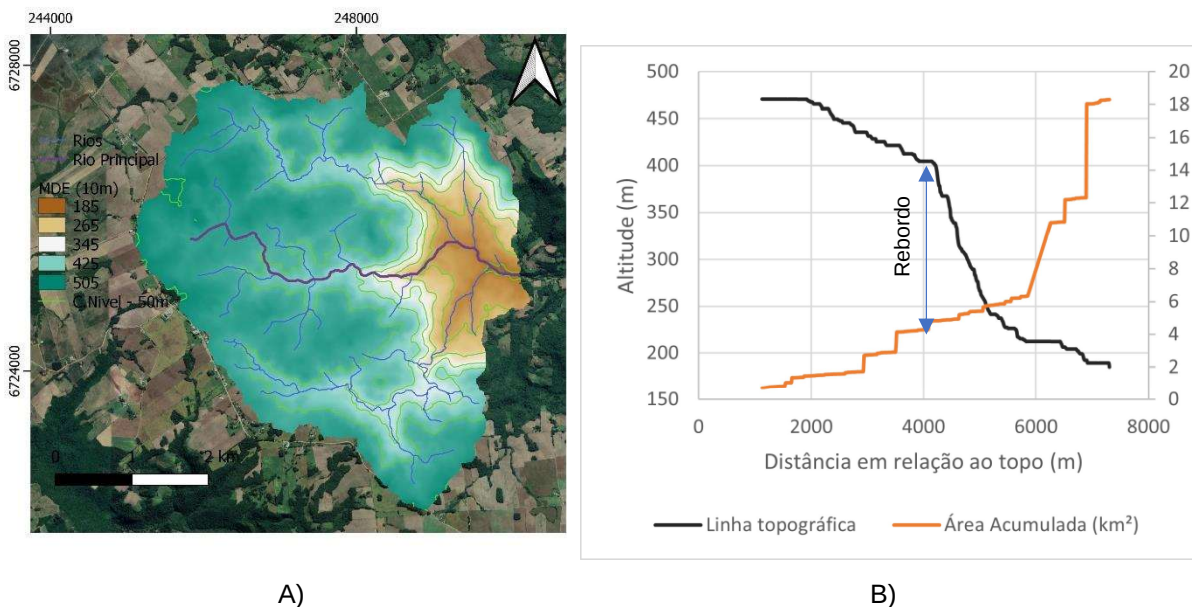 244000
248000
6728000
6724000
Rios
Rio Principal
MDE (10m)
185
265
345
425
505
C.Nivel - 50m
0
1
2 km
500
450
400
350
300
250
200
150
20
18
16
14
12
10
8
6
4
2
0
Altitude (m)
Rebordo
0
2000
4000
6000
8000
Distância em relação ao topo (m)
Linha topográfica
Área Acumulada (km²)
A)
B)